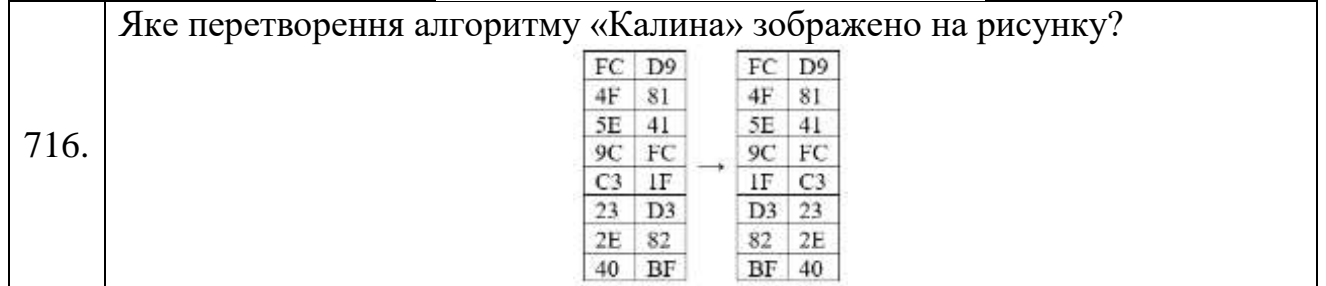 Яке перетворення алгоритму «Калина» зображено на рисунку?
716.
FC D9 FC D9
4F 81 4F 81
5E 41 5E 41
9C FC → 9C FC
C3 1F 1F C3
23 D3 D3 23
2E 82 82 2E
40 BF BF 40